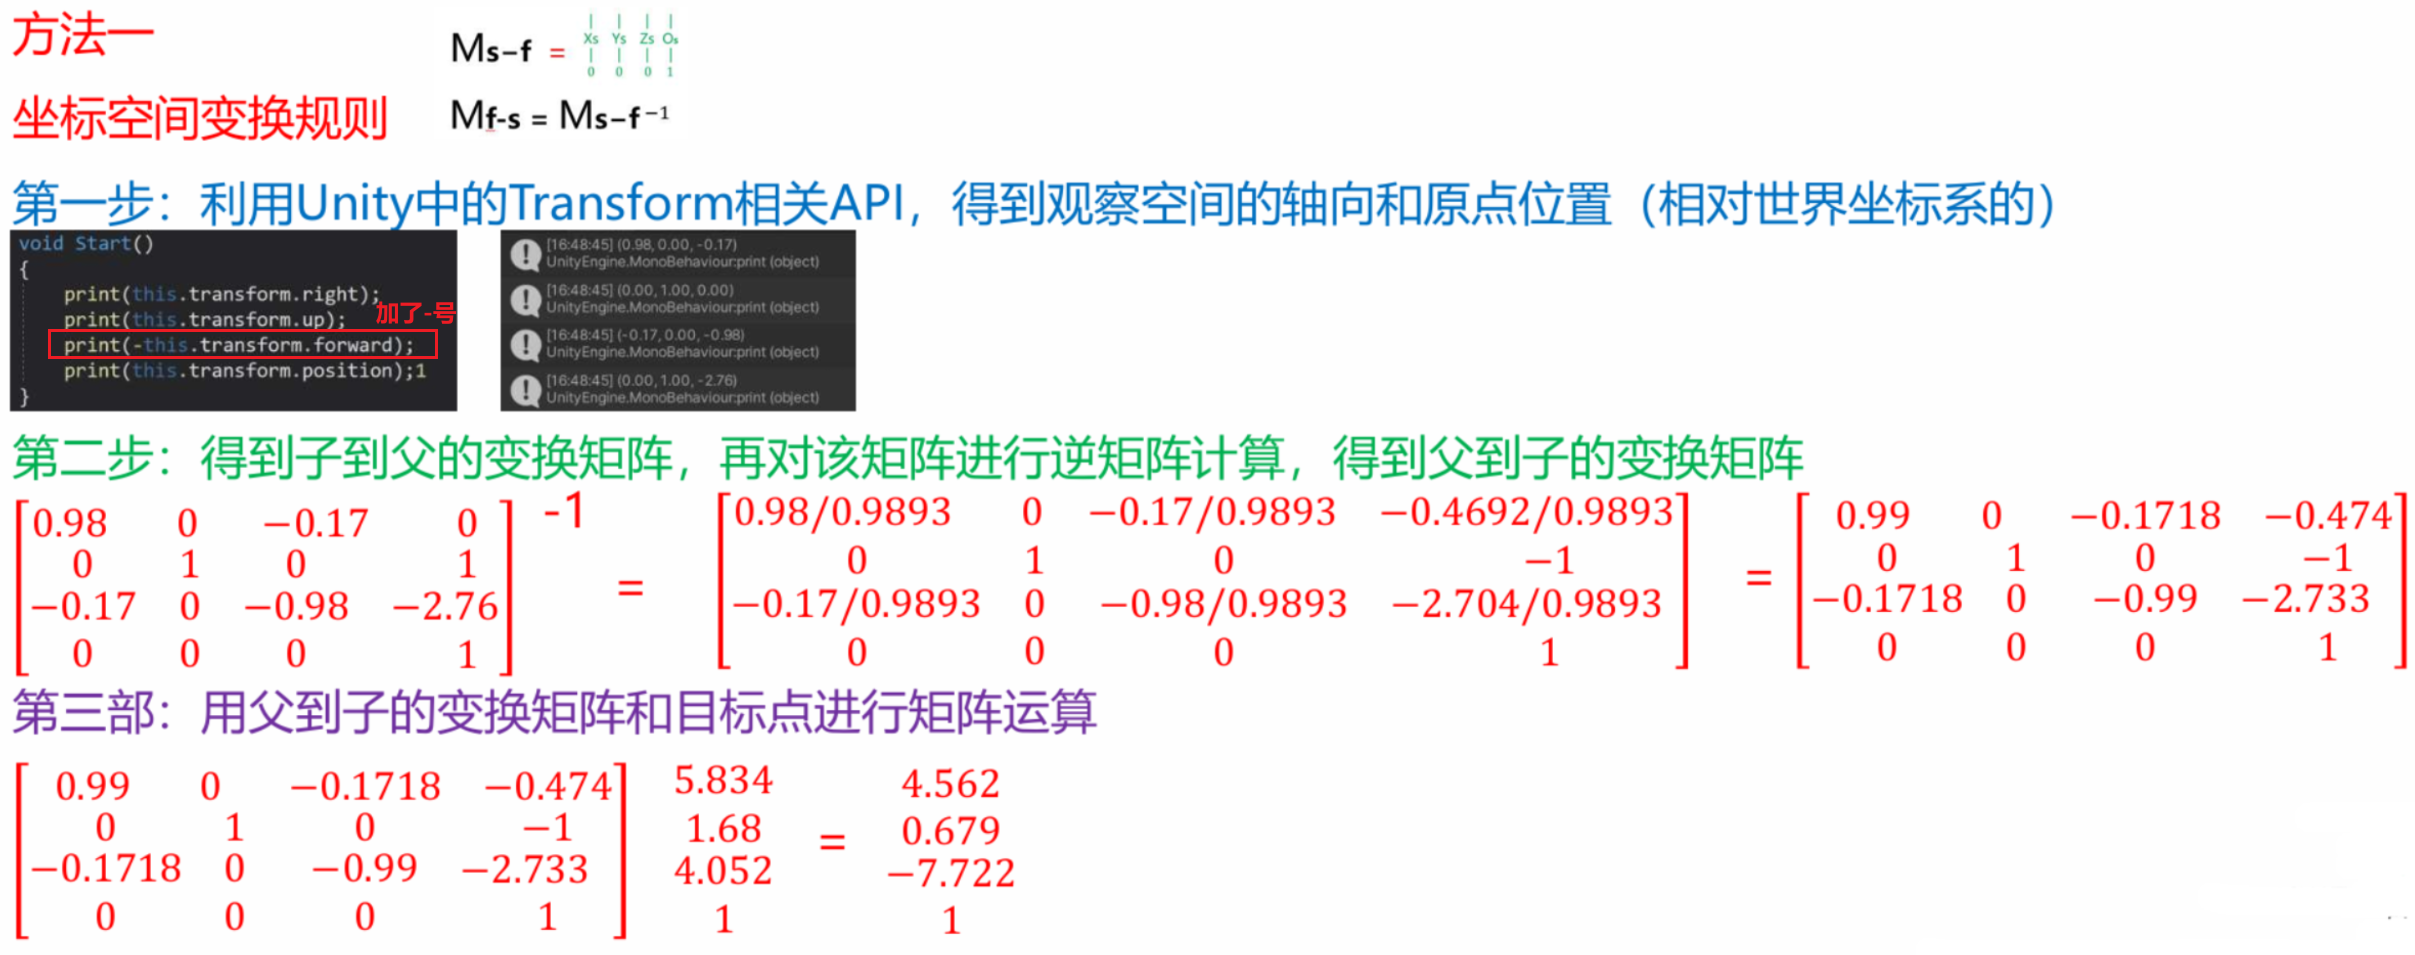 方法一
Ms-f = | | | |
Xs Ys Zs Os
| | | |
0 0 0 1
坐标空间变换规则
Mf-s = Ms-f⁻¹
第一步：利用Unity中的Transform相关API，得到观察空间的轴向和原点位置（相对世界坐标系的）
void Start()
{
print(this.transform.right);
print(this.transform.up);
加了-号
print(-this.transform.forward);
print(this.transform.position);1
}
[16:48:45] (0.98, 0.00, -0.17)
UnityEngine.MonoBehaviour:print (object)
[16:48:45] (0.00, 1.00, 0.00)
UnityEngine.MonoBehaviour:print (object)
[16:48:45] (-0.17, 0.00, -0.98)
UnityEngine.MonoBehaviour:print (object)
[16:48:45] (0.00, 1.00, -2.76)
UnityEngine.MonoBehaviour:print (object)
第二步：得到子到父的变换矩阵，再对该矩阵进行逆矩阵计算，得到父到子的变换矩阵
0.98 0 −0.17 0
0 1 0 1
−0.17 0 −0.98 −2.76
0 0 0 1
-1
=
0.98/0.9893 0 −0.17/0.9893 −0.4692/0.9893
0 1 0 −1
−0.17/0.9893 0 −0.98/0.9893 −2.704/0.9893
0 0 0 1
=
0.99 0 −0.1718 −0.474
0 1 0 −1
−0.1718 0 −0.99 −2.733
0 0 0 1
第三部：用父到子的变换矩阵和目标点进行矩阵运算
0.99 0 −0.1718 −0.474
0 1 0 −1
−0.1718 0 −0.99 −2.733
0 0 0 1
5.834
1.68
4.052
1
=
4.562
0.679
−7.722
1